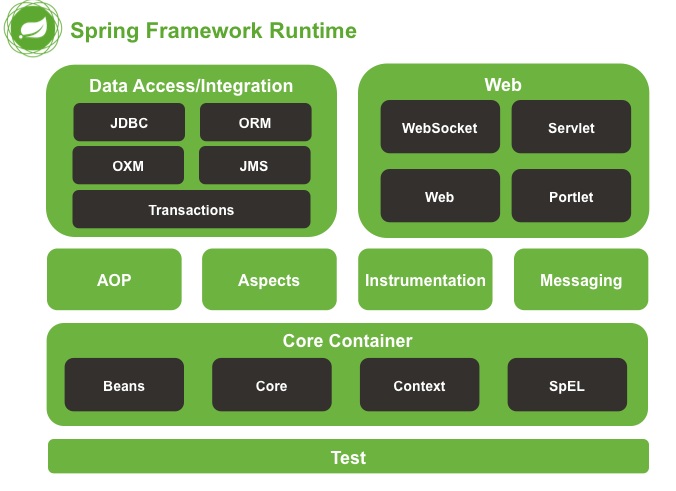 Spring Framework Runtime
Data Access/Integration
JDBC
ORM
OXM
JMS
Transactions
Web
WebSocket
Servlet
Web
Portlet
AOP
Aspects
Instrumentation
Messaging
Core Container
Beans
Core
Context
SpEL
Test